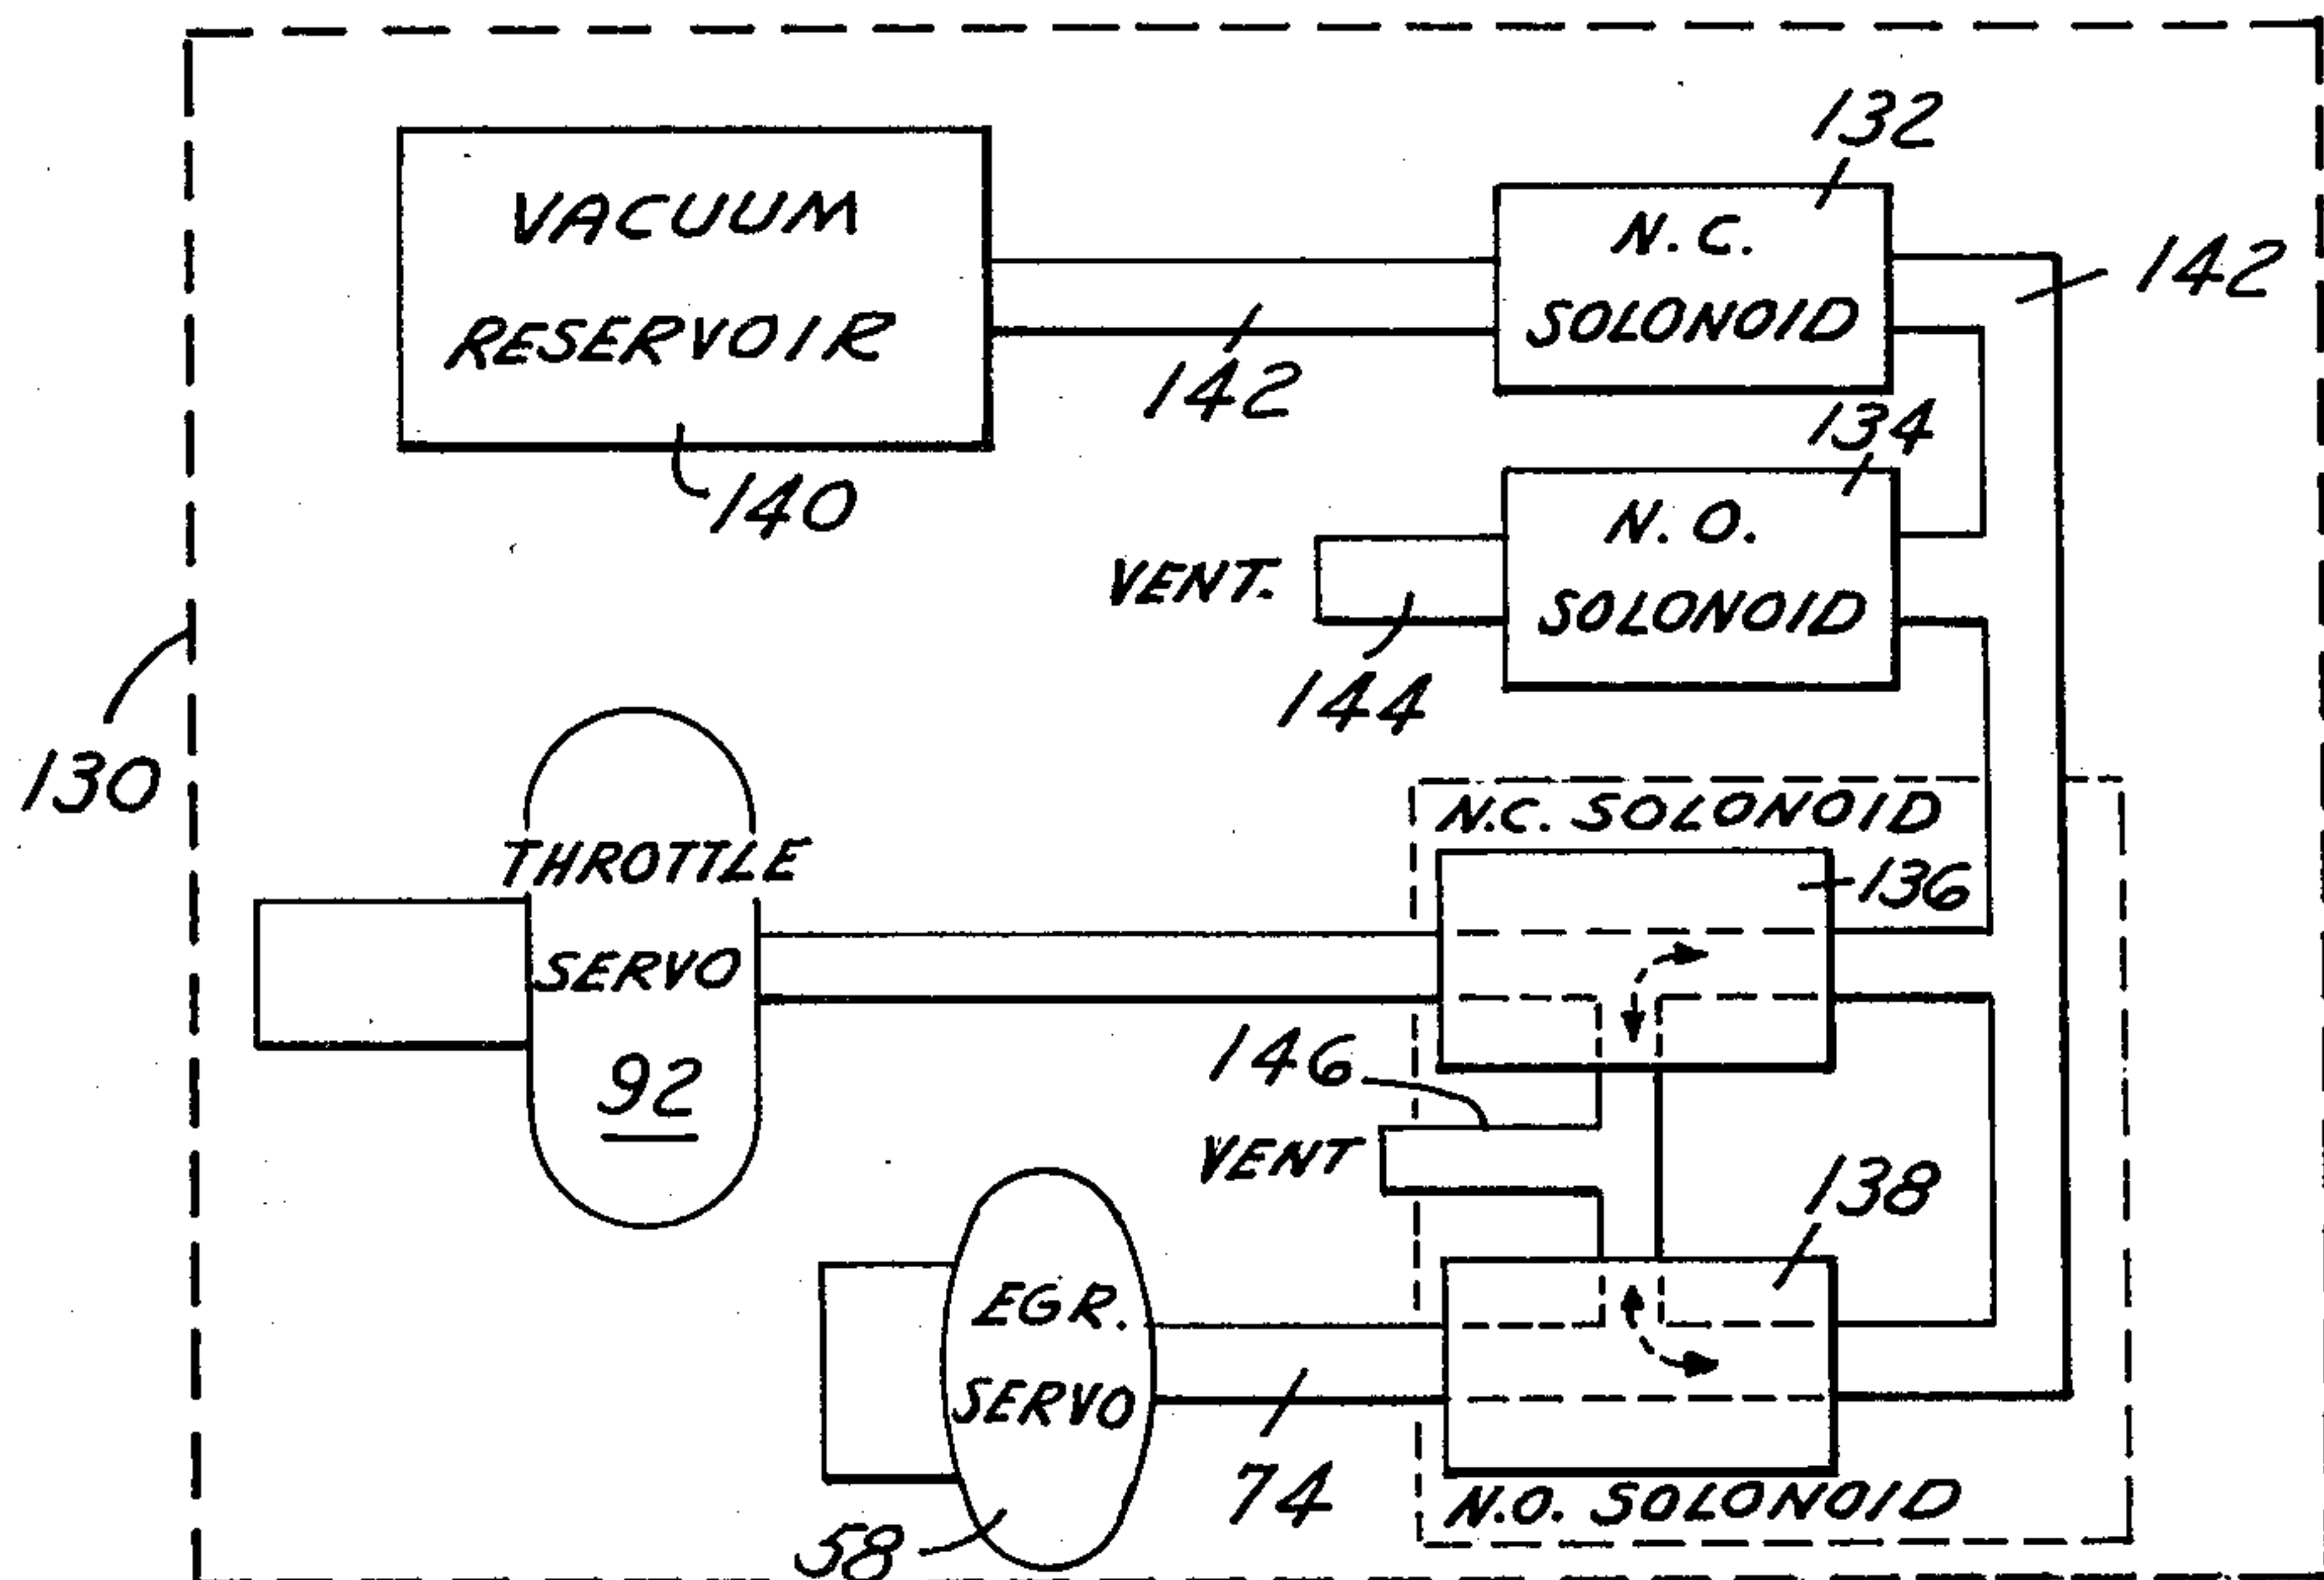 132
VACUUM
RESERVOIR
N.C.
SOLONOID
142
142
140
134
N.O.
SOLONOID
VENT.
144
130
THROTTLE
SERVO
92
N.C. SOLONOID
136
146
VENT
138
EGR.
SERVO
74
58
N.O. SOLONOID